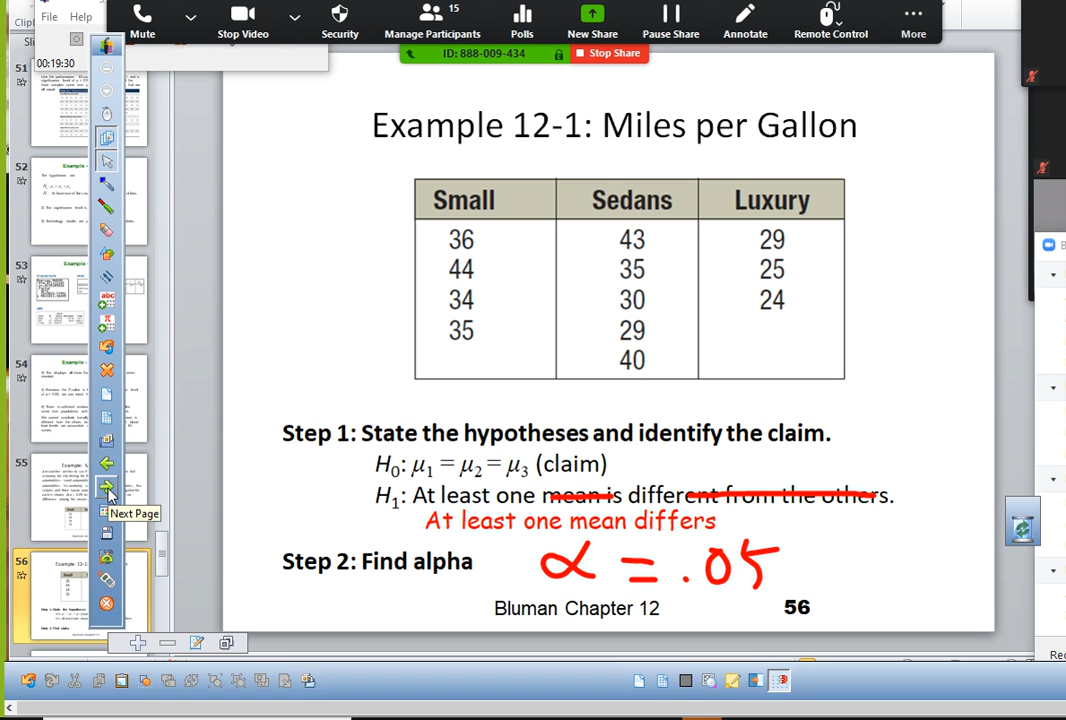 File Help
00:19:30
Mute
Stop Video
Security
Manage Participants
15
Polls
New Share
Pause Share
Annotate
Remote Control
More
ID: 888-009-434
Stop Share
51
52
53
54
55
56
abc
π
Next Page
Example 12-1: Miles per Gallon
Small Sedans Luxury
36 43 29
44 35 25
34 30 24
35 29
40
Step 1: State the hypotheses and identify the claim.
H₀: μ₁ = μ₂ = μ₃ (claim)
H₁: At least one mean is different from the others.
At least one mean differs
Step 2: Find alpha α = .05
Bluman Chapter 12 56